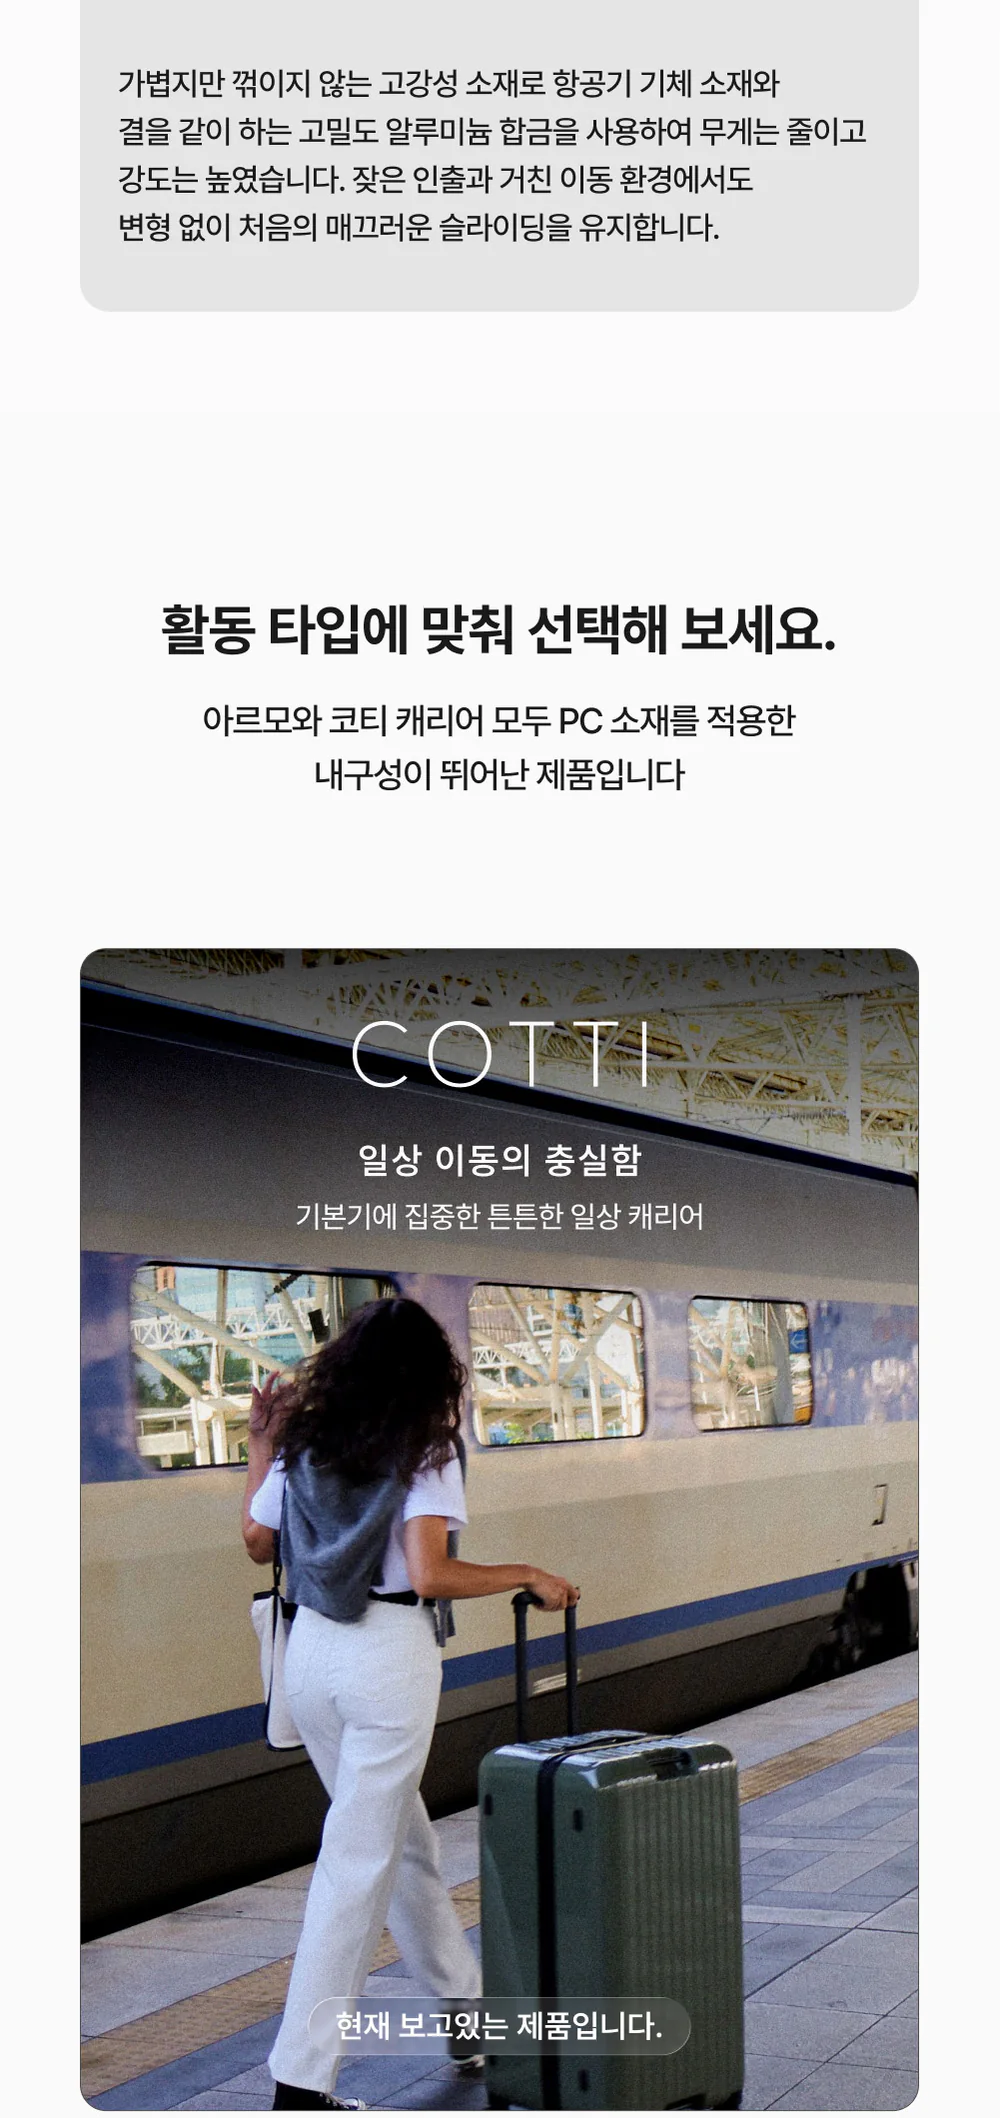 가볍지만 꺾이지 않는 고강성 소재로 항공기 기체 소재와
결을 같이 하는 고밀도 알루미늄 합금을 사용하여 무게는 줄이고
강도는 높였습니다. 잦은 인출과 거친 이동 환경에서도
변형 없이 처음의 매끄러운 슬라이딩을 유지합니다.
활동 타입에 맞춰 선택해 보세요.
아르모와 코티 캐리어 모두 PC 소재를 적용한
내구성이 뛰어난 제품입니다
COTTI
일상 이동의 충실함
기본기에 집중한 튼튼한 일상 캐리어
현재 보고있는 제품입니다.